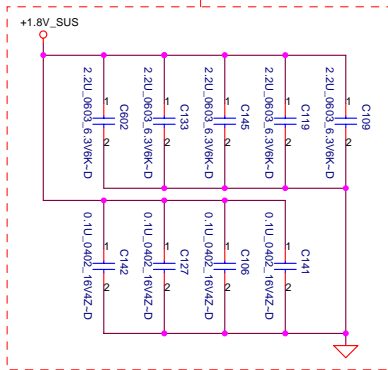 +1.8V_SUS
2.2U_0603_6.3V6K~D
1
2
C602
2.2U_0603_6.3V6K~D
1
2
C133
2.2U_0603_6.3V6K~D
1
2
C145
2.2U_0603_6.3V6K~D
1
2
C119
2.2U_0603_6.3V6K~D
1
2
C109
0.1U_0402_16V4Z~D
1
2
C142
0.1U_0402_16V4Z~D
1
2
C127
0.1U_0402_16V4Z~D
1
2
C106
0.1U_0402_16V4Z~D
1
2
C141